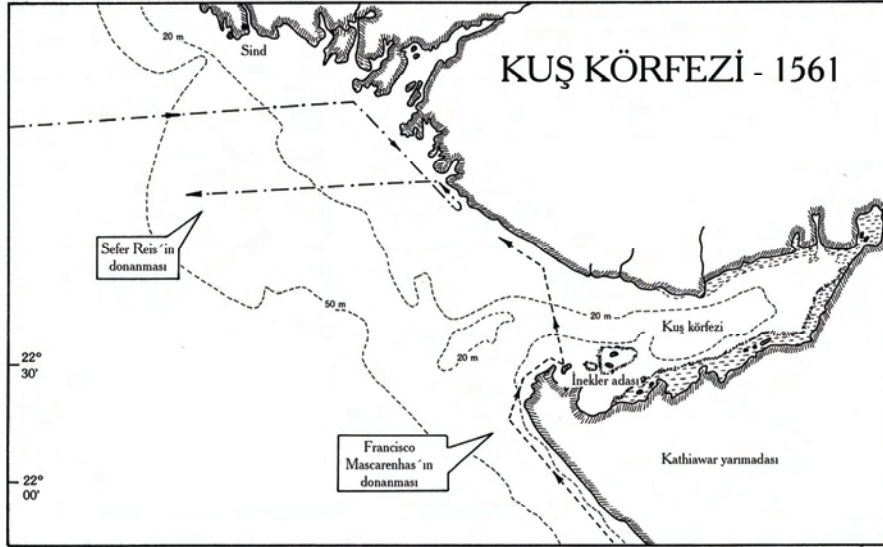 20 m
Sind
KUŞ KÖRFEZİ - 1561
Sefer Reis´in
donanması
50 m
20 m
Kuş körfezi
20 m
22°
30'
İnekler adası
Francisco
Mascarenhas´ın
donanması
Kathiawar yarımadası
22°
00'